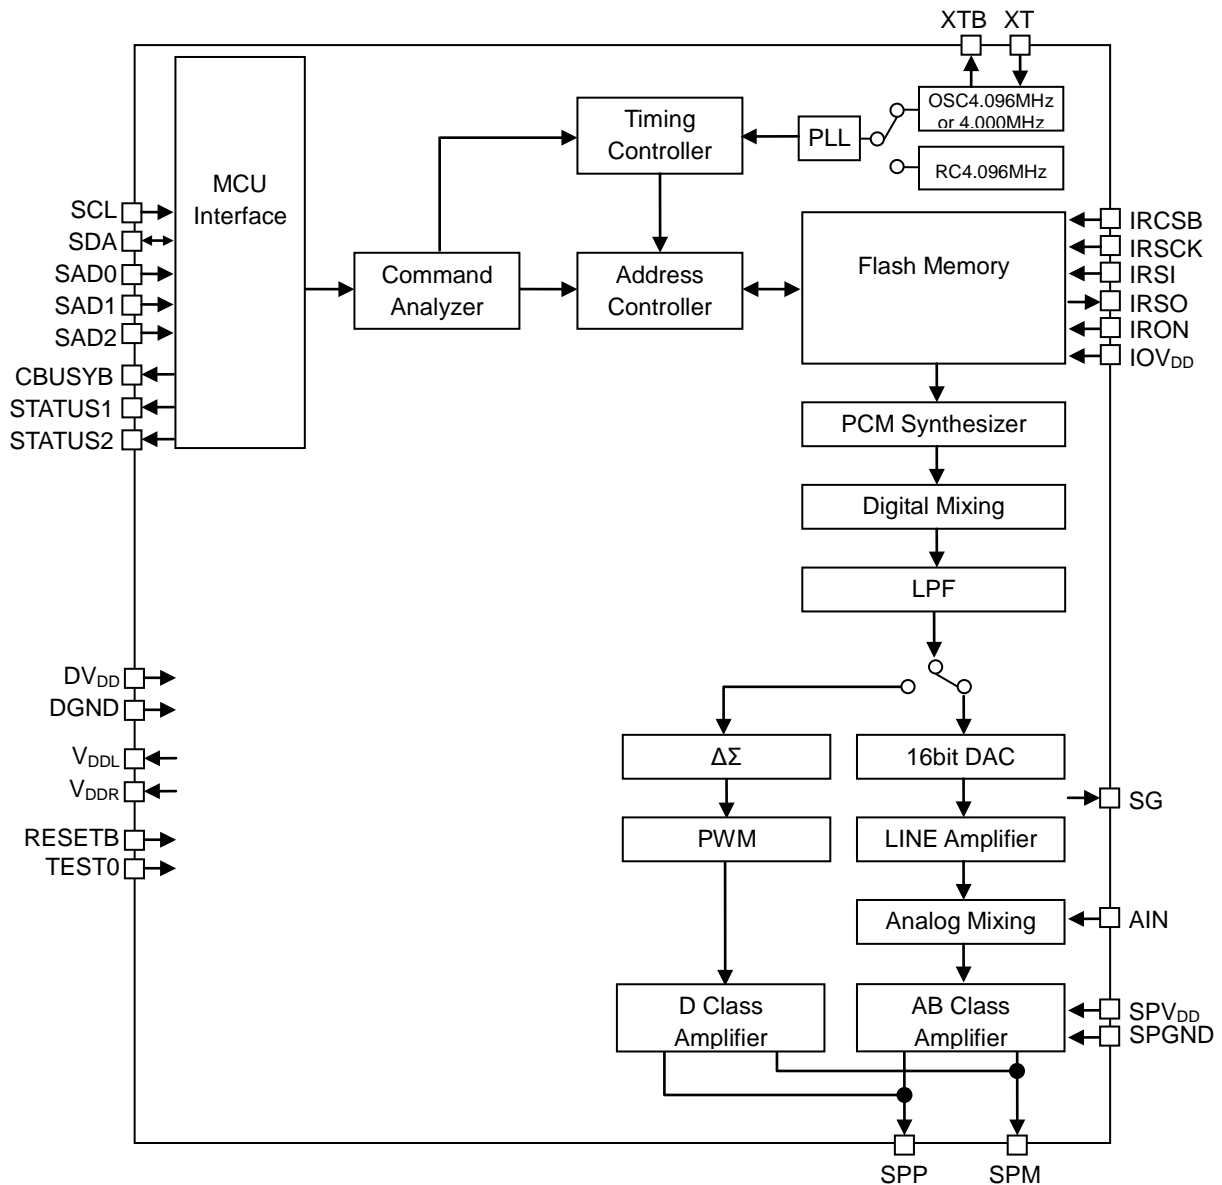 XTB XT
OSC4.096MHz
or 4.000MHz
Timing
Controller
PLL
RC4.096MHz
MCU
Interface
SCL
SDA
SAD0
SAD1
SAD2
CBUSYB
STATUS1
STATUS2
Command
Analyzer
Address
Controller
Flash Memory
IRCSB
IRSCK
IRSI
IRSO
IRON
IOVDD
PCM Synthesizer
Digital Mixing
LPF
DVDD
DGND
VDDL
VDDR
RESETB
TEST0
ΔΣ
16bit DAC
SG
PWM
LINE Amplifier
Analog Mixing
AIN
D Class
Amplifier
AB Class
Amplifier
SPVDD
SPGND
SPP SPM